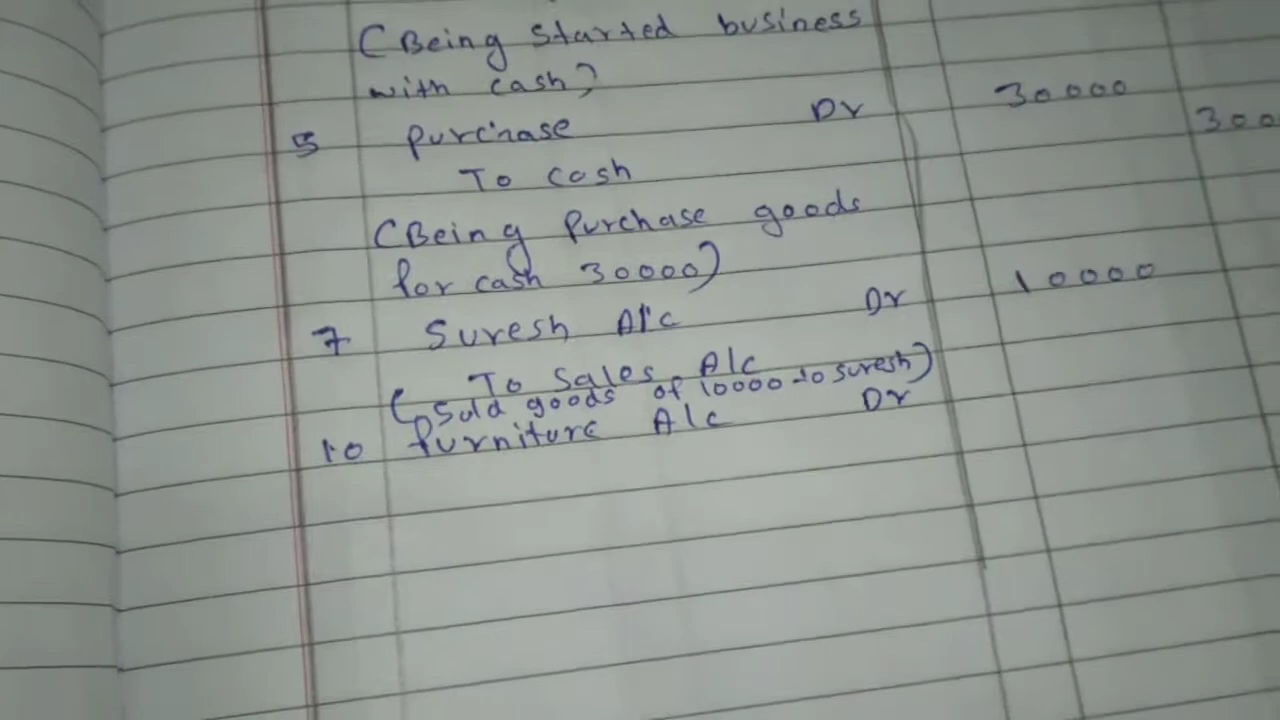 (Being started business
with cash)
5 purchase Dr 30000
To cash 300
(Being Purchase goods
for cash 30000)
7 Suresh A/c Dr 10000
To Sales A/c
(Sold goods of 10000 to suresh)
10 furniture A/c Dr